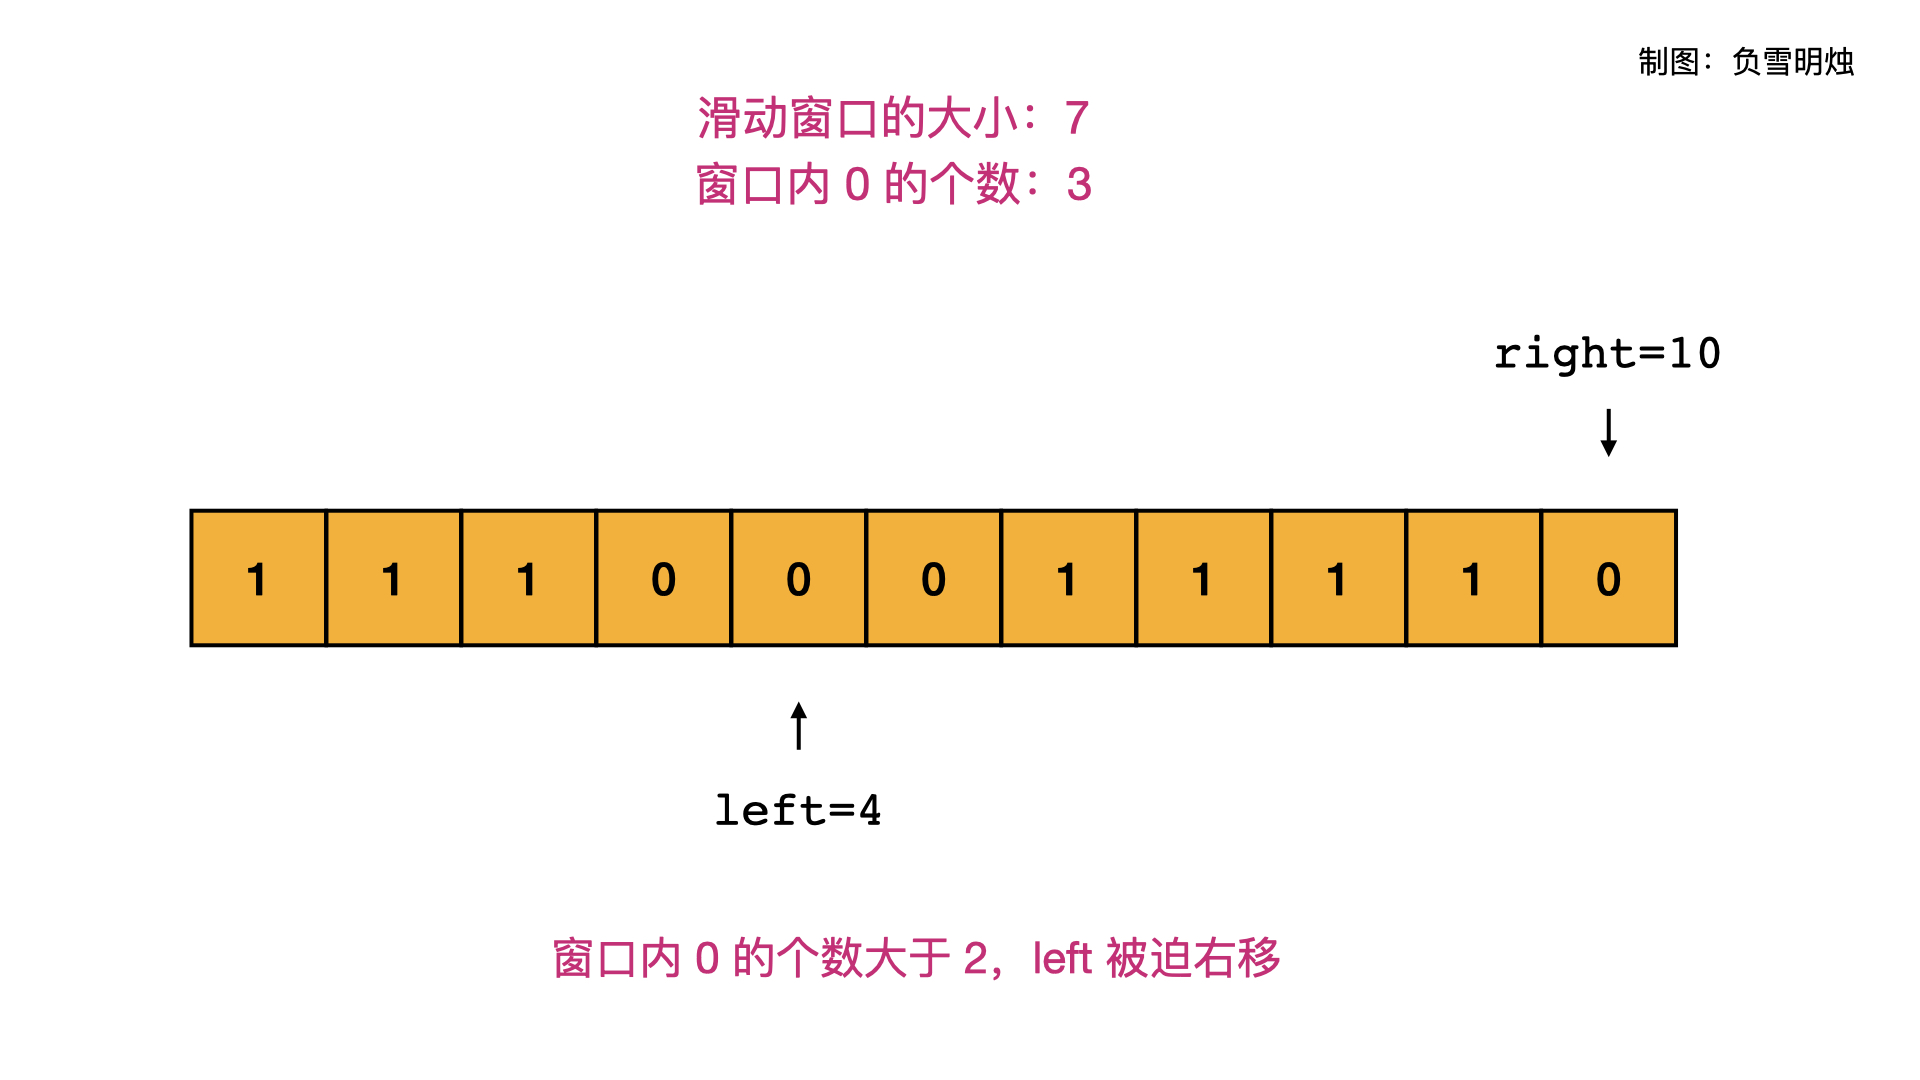 制图：负雪明烛
滑动窗口的大小：7
窗口内 0 的个数：3
right=10
1 1 1 0 0 0 1 1 1 1 0
left=4
窗口内 0 的个数大于 2，left 被迫右移